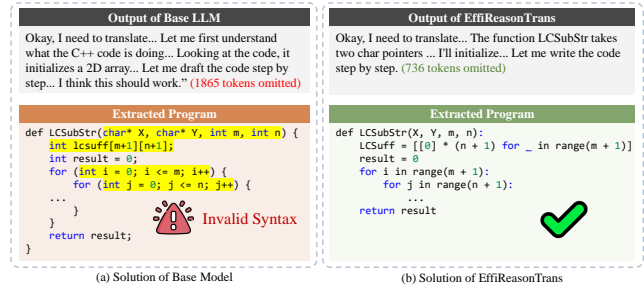 Output of Base LLM
Okay, I need to translate... Let me first understand
what the C++ code is doing... Looking at the code, it
initializes a 2D array... Let me draft the code step by
step... I think this should work.” (1865 tokens omitted)
Extracted Program
def LCSubStr(char* X, char* Y, int m, int n) {
int lcsuff[m+1][n+1];
int result = 0;
for (int i = 0; i <= m; i++) {
for (int j = 0; j <= n; j++) {
...
}
}
return result;
}
Invalid Syntax
(a) Solution of Base Model
Output of EffiReasonTrans
Okay, I need to translate... The function LCSubStr takes
two char pointers ... I'll initialize... Let me write the code
step by step. (736 tokens omitted)
Extracted Program
def LCSubStr(X, Y, m, n):
LCSuff = [[0] * (n + 1) for _ in range(m + 1)]
result = 0
for i in range(m + 1):
for j in range(n + 1):
...
return result
(b) Solution of EffiReasonTrans